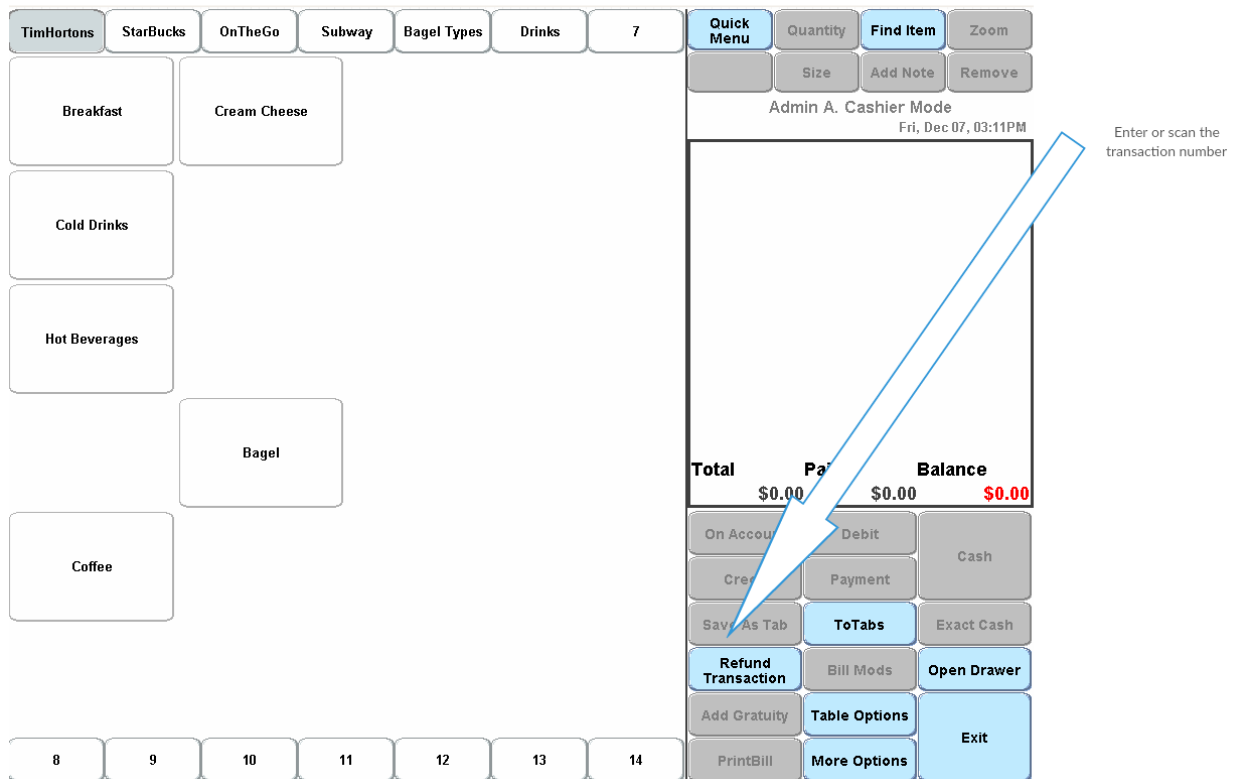 TimHortons
StarBucks
OnTheGo
Subway
Bagel Types
Drinks
7
Breakfast
Cream Cheese
Cold Drinks
Hot Beverages
Bagel
Coffee
8
9
10
11
12
13
14
Quick
Menu
Quantity
Find Item
Zoom
Size
Add Note
Remove
Admin A. Cashier Mode
Fri, Dec 07, 03:11PM
Enter or scan the
transaction number
Total
Balance
$0.00
$0.00
$0.00
Debit
Cash
Payment
Save As Tab
ToTabs
Exact Cash
Refund
Transaction
Bill Mods
Open Drawer
Add Gratuity
Table Options
Exit
PrintBill
More Options